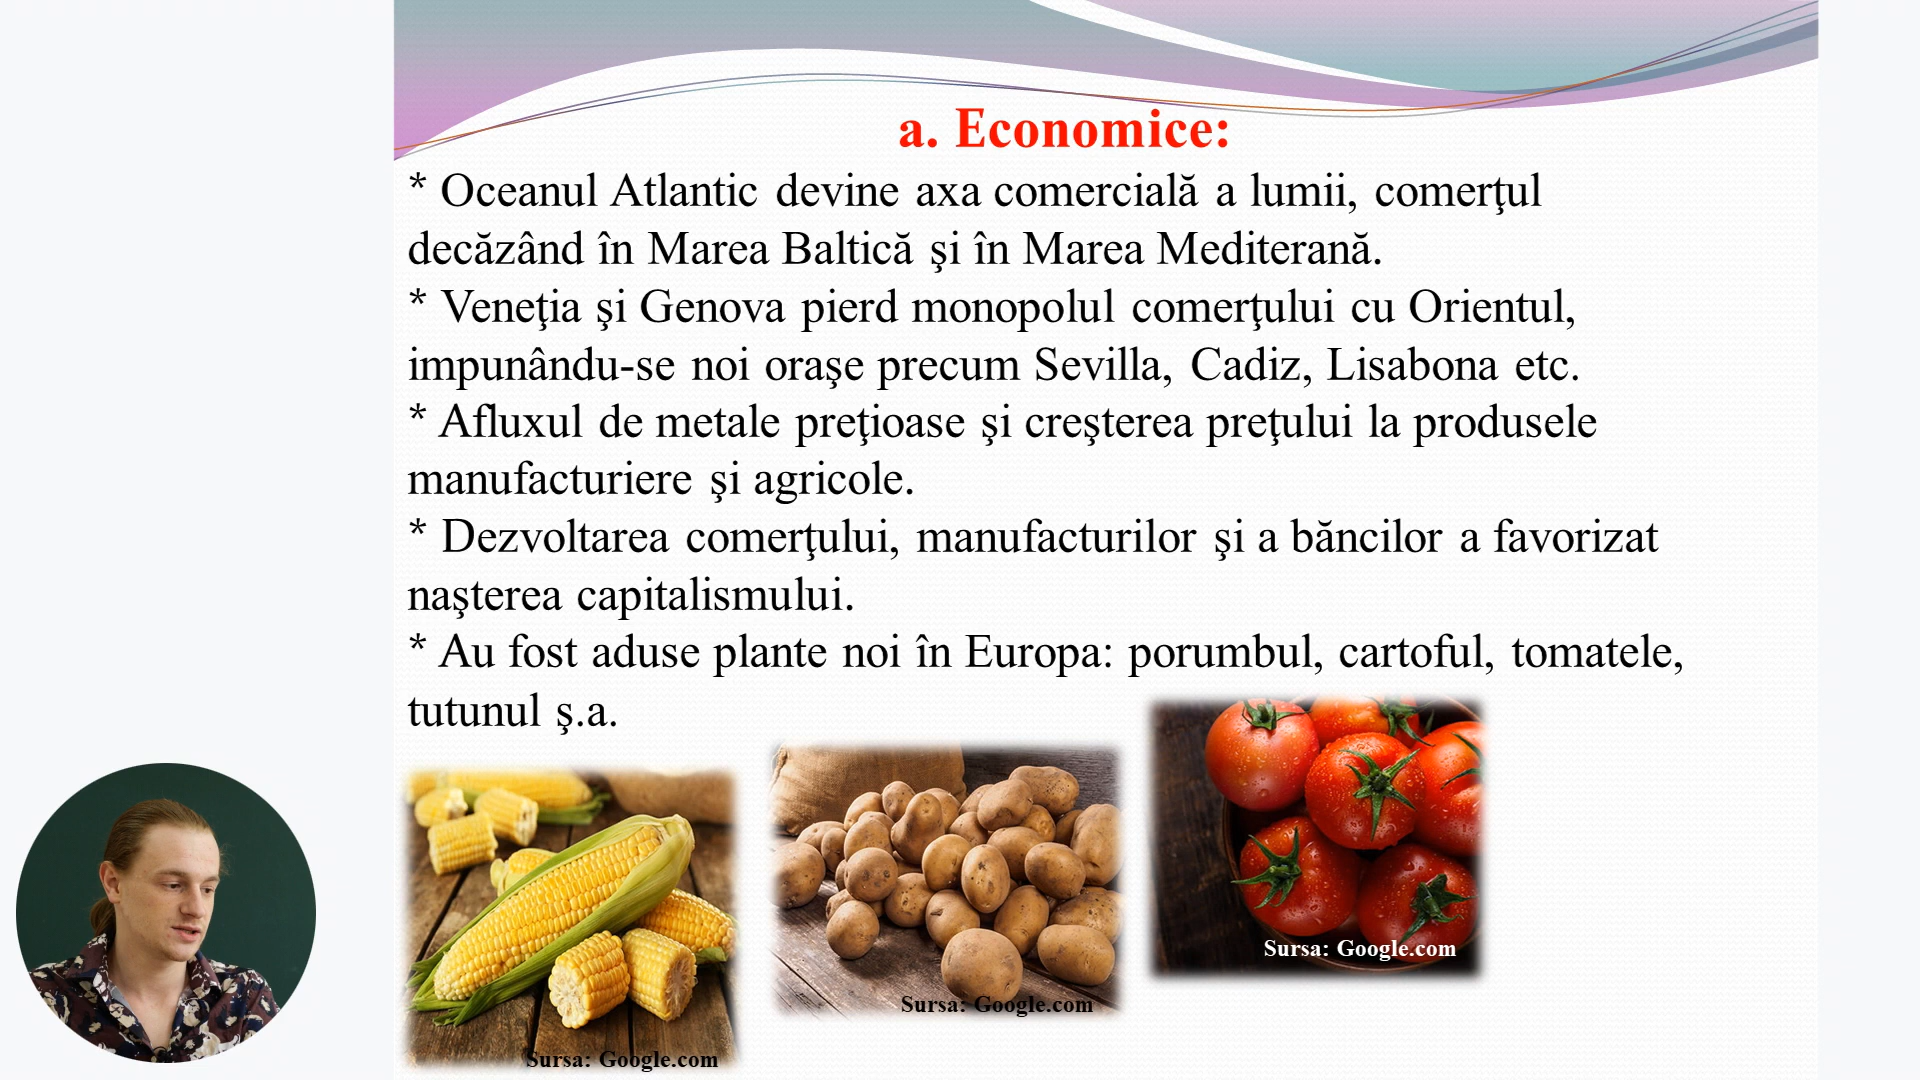 a. Economice:
* Oceanul Atlantic devine axa comercială a lumii, comerţul
decăzând în Marea Baltică şi în Marea Mediterană.
* Veneţia şi Genova pierd monopolul comerţului cu Orientul,
impunându-se noi oraşe precum Sevilla, Cadiz, Lisabona etc.
* Afluxul de metale preţioase şi creşterea preţului la produsele
manufacturiere şi agricole.
* Dezvoltarea comerţului, manufacturilor şi a băncilor a favorizat
naşterea capitalismului.
* Au fost aduse plante noi în Europa: porumbul, cartoful, tomatele,
tutunul ş.a.
Sursa: Google.com
Sursa: Google.com
Sursa: Google.com